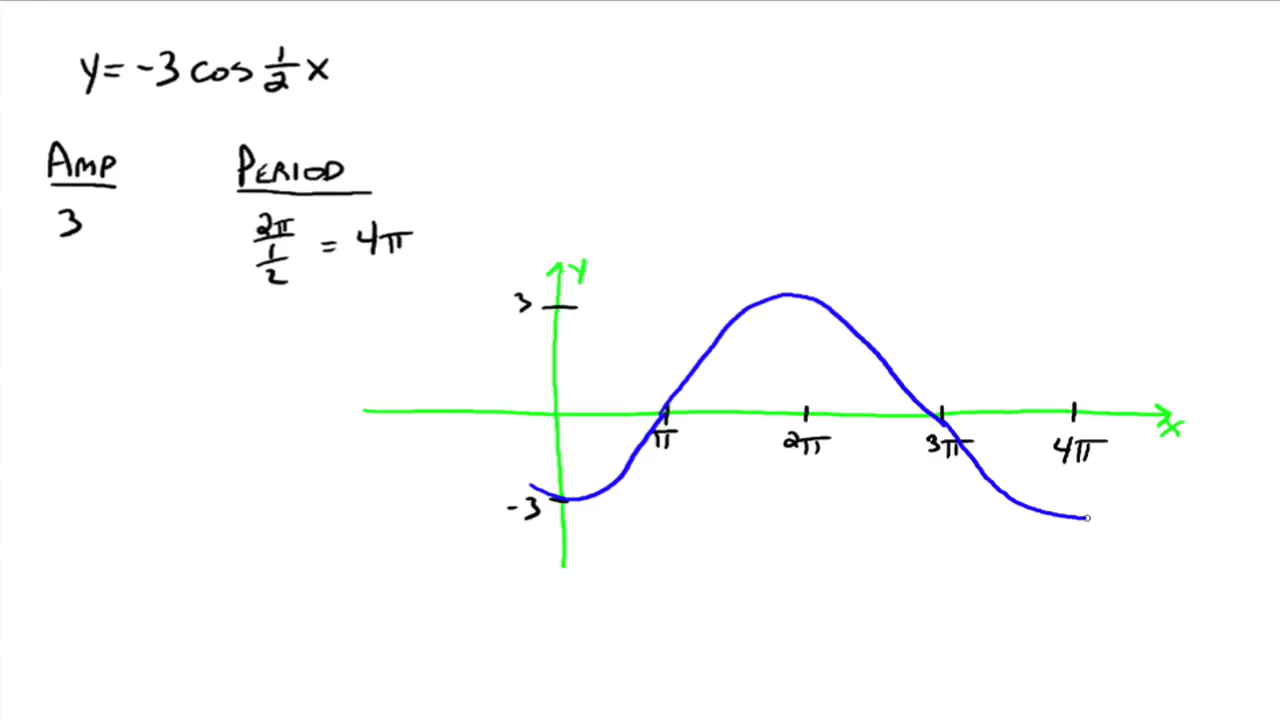 y = -3 cos 1/2 x
AMP PERIOD
3 2π/(1/2) = 4π
Y
3
π 2π 3π 4π X
-3